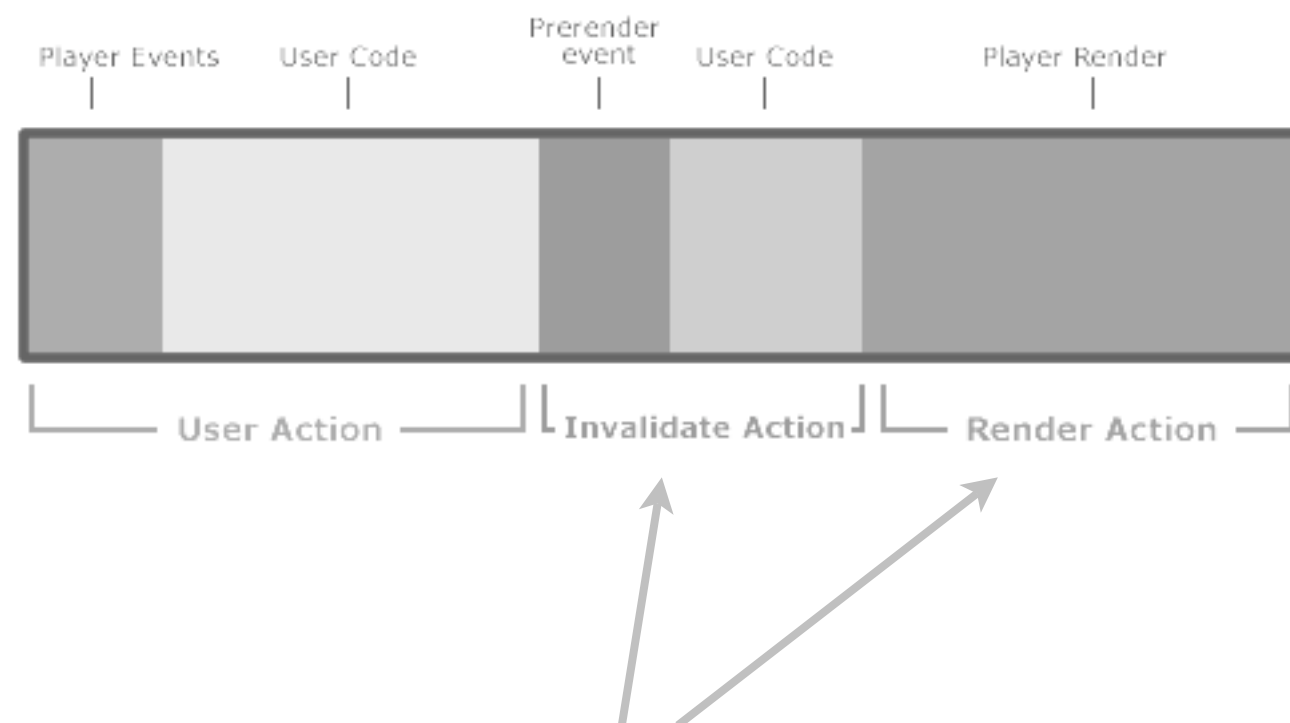 Player Events
User Code
Prerender
event
User Code
Player Render
User Action
Invalidate Action
Render Action